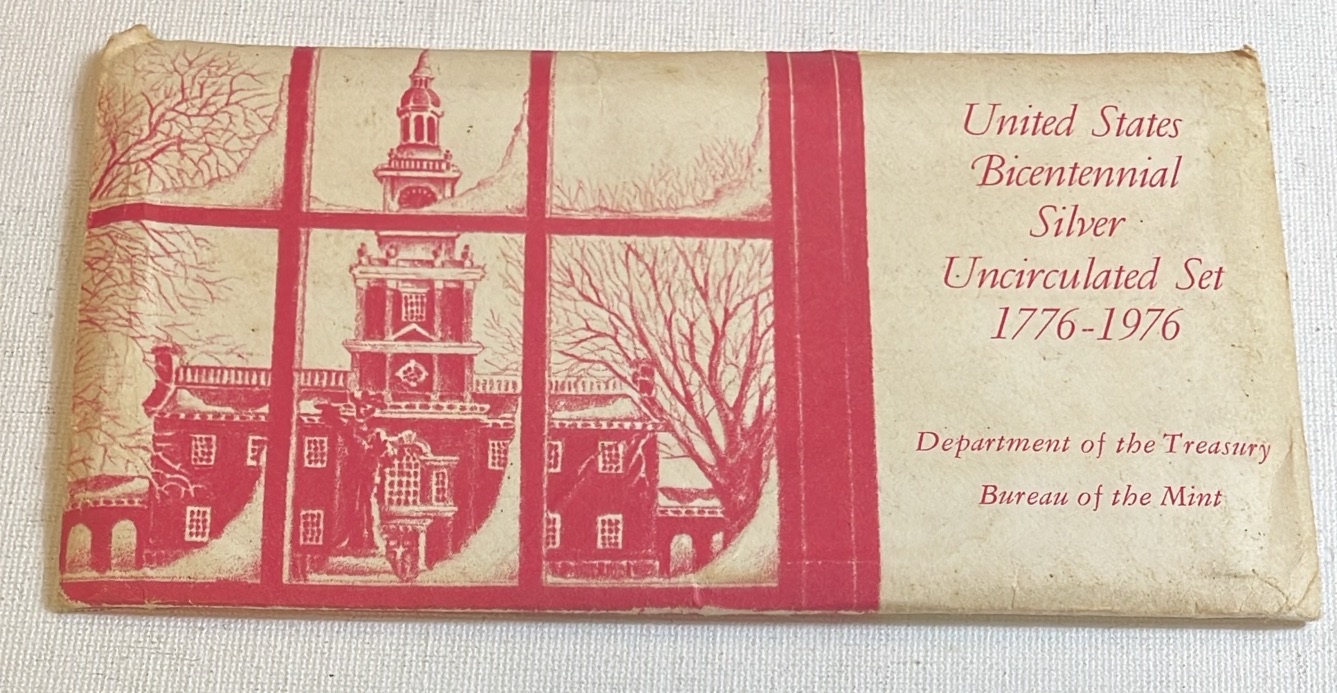 United States
Bicentennial
Silver
Uncirculated Set
1776-1976
Department of the Treasury
Bureau of the Mint